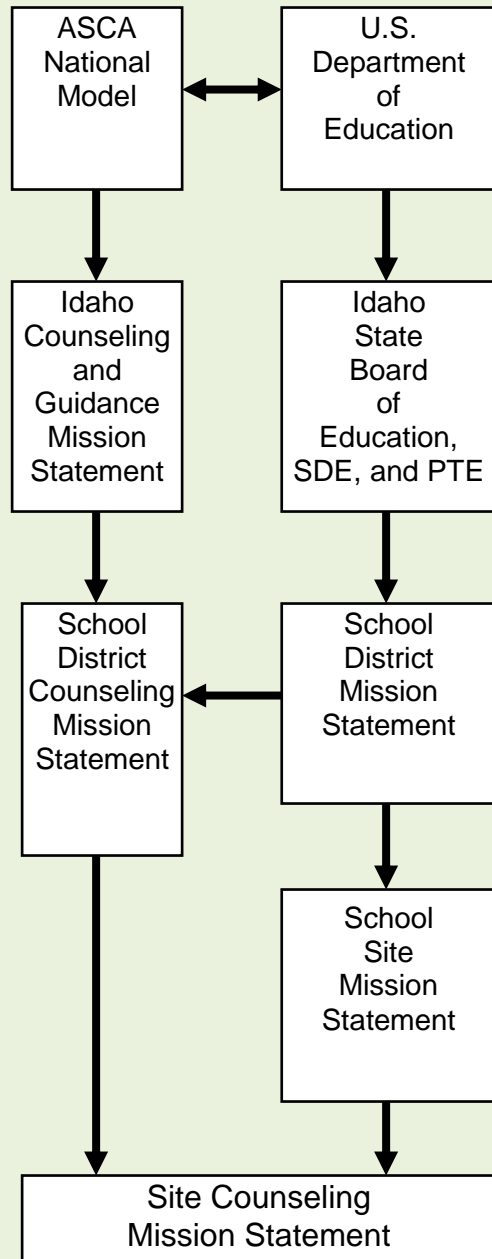 ASCA
National
Model
U.S.
Department
of
Education
Idaho
Counseling
and
Guidance
Mission
Statement
Idaho
State
Board
of
Education,
SDE, and PTE
School
District
Counseling
Mission
Statement
School
District
Mission
Statement
School
Site
Mission
Statement
Site Counseling
Mission Statement